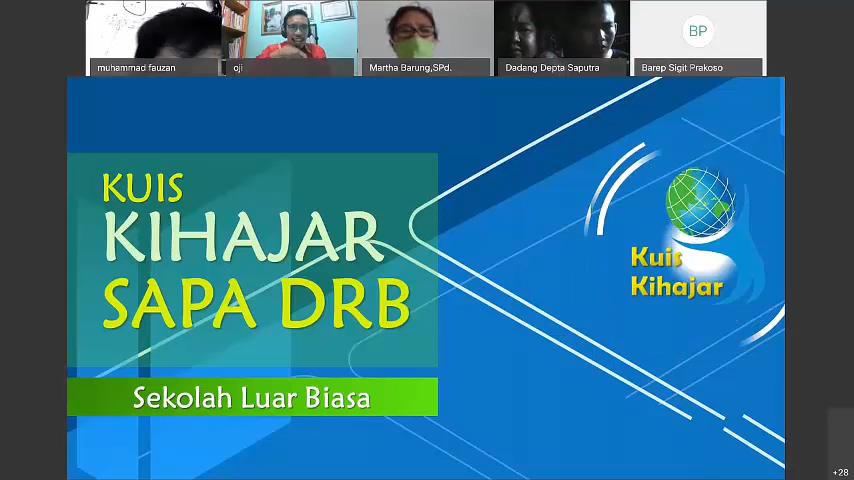 BP
muhammad fauzan
oji
Martha Barung,SPd.
Dadang Depta Saputra
Barep Sigit Prakoso
KUIS
KIHAJAR
SAPA DRB
Sekolah Luar Biasa
Kuis
Kihajar
+28